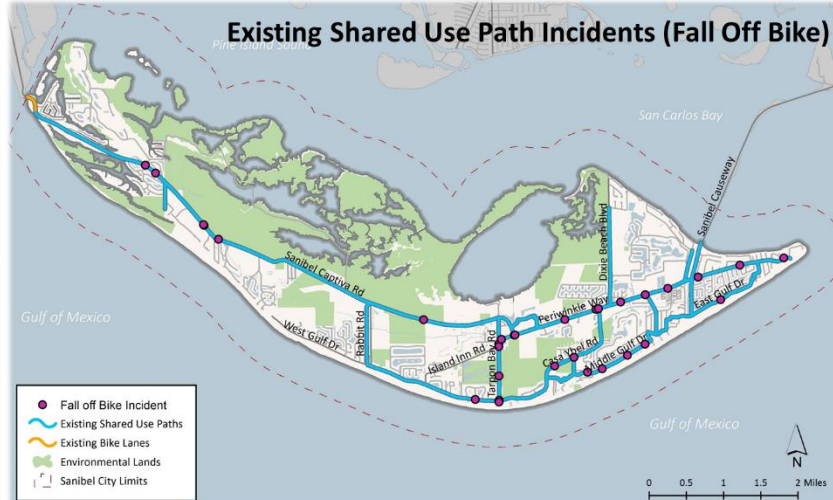 Existing Shared Use Path Incidents (Fall Off Bike)
Pine Island Sound
San Carlos Bay
Sanibel Causeway
Dixie Beach Blvd
Sanibel Captiva Rd
Periwinkle Way
East Gulf Dr
Gulf of Mexico
West Gulf Dr
Rabbit Rd
Island Inn Rd
Tarpon Bay Rd
Casa Ybel Rd
Middle Gulf Dr
Gulf of Mexico
Fall off Bike Incident
Existing Shared Use Paths
Existing Bike Lanes
Environmental Lands
Sanibel City Limits
N
0 0.5 1 2 Miles